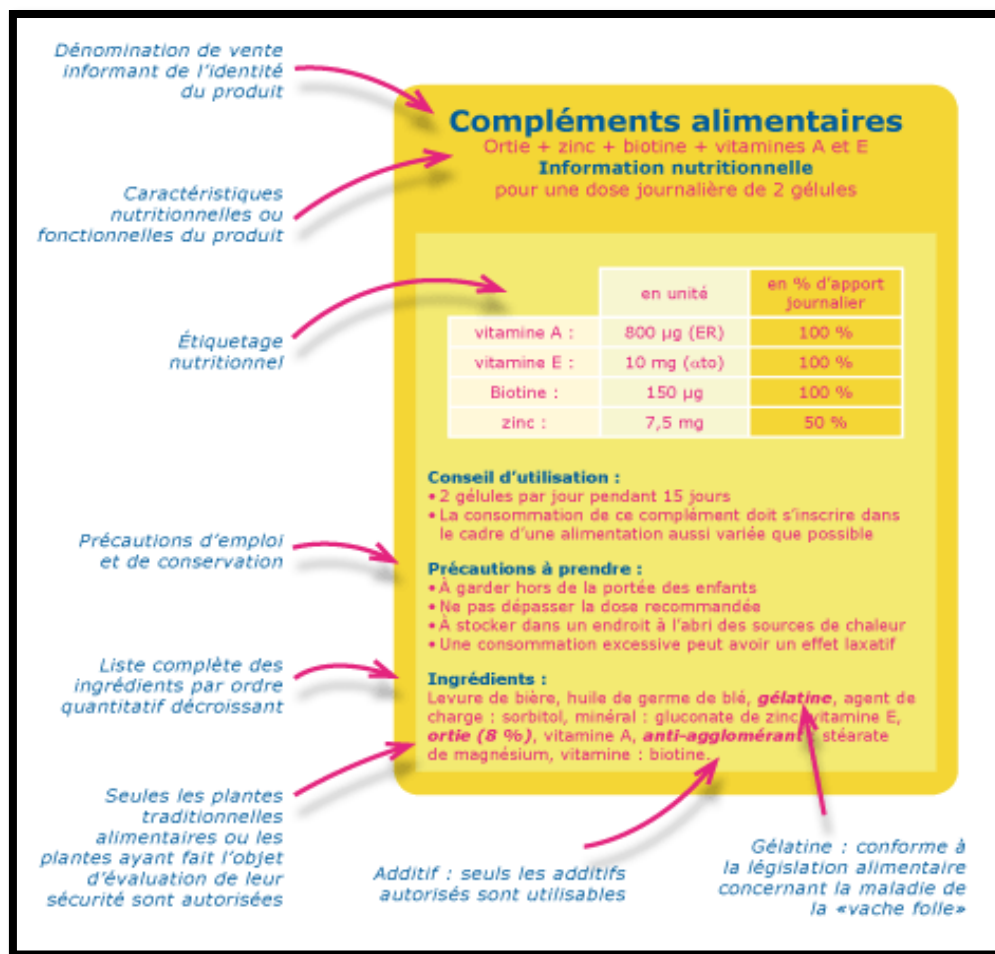 Dénomination de vente
informant de l'identité
du produit
Compléments alimentaires
Ortie + zinc + biotine + vitamines A et E
Information nutritionnelle
pour une dose journalière de 2 gélules
Caractéristiques
nutritionnelles ou
fonctionnelles du produit
en unité
en % d'apport
journalier
Étiquetage
nutritionnel
vitamine A : 800 µg (ER) 100 %
vitamine E : 10 mg (αto) 100 %
Biotine : 150 µg 100 %
zinc : 7,5 mg 50 %
Conseil d'utilisation :
• 2 gélules par jour pendant 15 jours
• La consommation de ce complément doit s'inscrire dans
le cadre d'une alimentation aussi variée que possible
Précautions d'emploi
et de conservation
Précautions à prendre :
• À garder hors de la portée des enfants
• Ne pas dépasser la dose recommandée
• À stocker dans un endroit à l'abri des sources de chaleur
• Une consommation excessive peut avoir un effet laxatif
Liste complète des
ingrédients par ordre
quantitatif décroissant
Ingrédients :
Levure de bière, huile de germe de blé, gélatine, agent de
charge : sorbitol, minéral : gluconate de zinc, vitamine E,
ortie (8 %), vitamine A, anti-agglomérant : stéarate
de magnésium, vitamine : biotine.
Seules les plantes
traditionnelles
alimentaires ou les
plantes ayant fait l'objet
d'évaluation de leur
sécurité sont autorisées
Additif : seuls les additifs
autorisés sont utilisables
Gélatine : conforme à
la législation alimentaire
concernant la maladie de
la «vache folle»